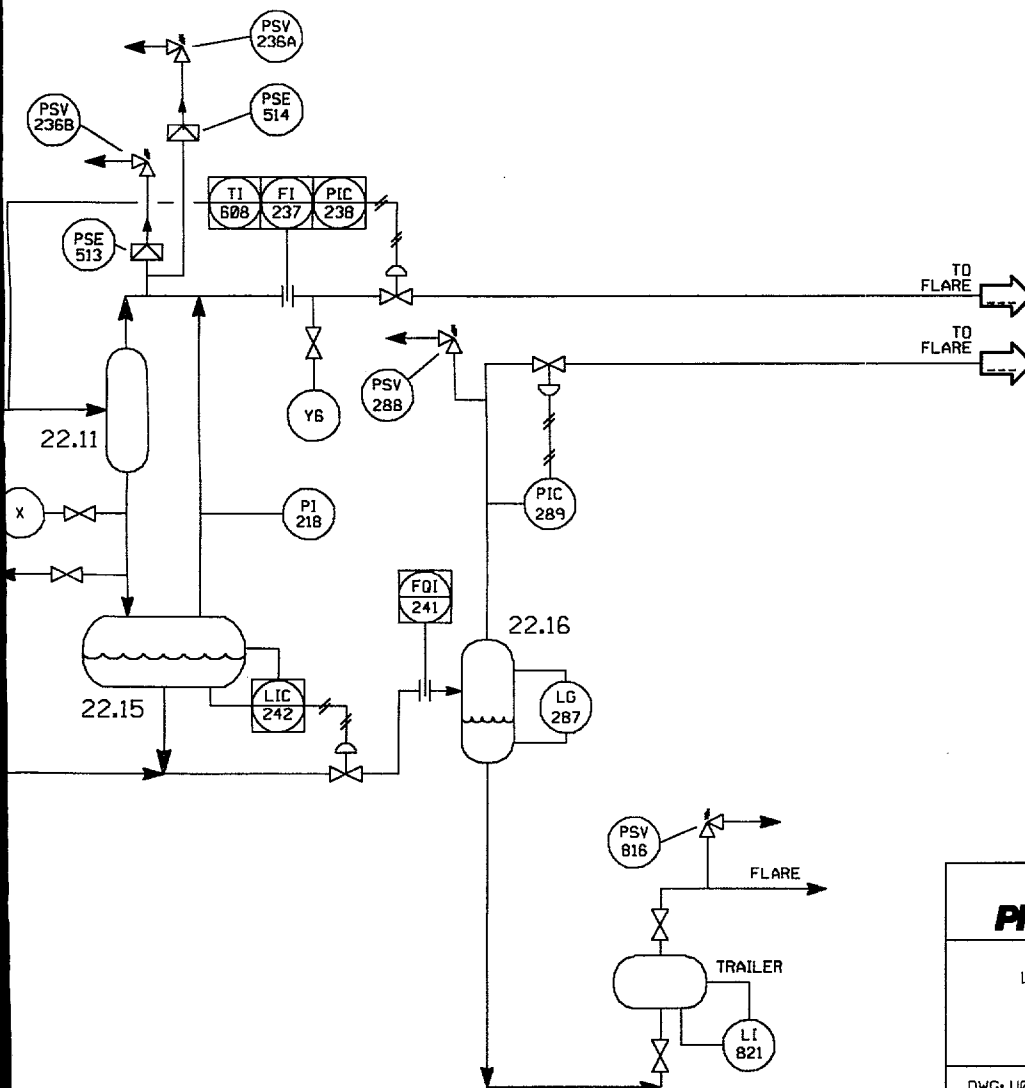 PSV
236A
PSE
514
PSV
236B
TI
608
FI
237
PIC
238
PSE
513
TO
FLARE
TO
FLARE
PSV
288
Y6
22.11
PIC
289
X
PI
218
FQI
241
22.16
22.15
LIC
242
LG
287
PSV
816
FLARE
TRAILER
LI
821